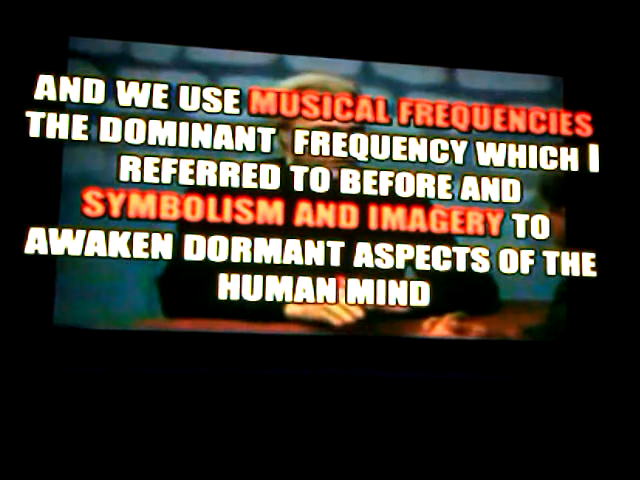 AND WE USE MUSICAL FREQUENCIES
THE DOMINANT FREQUENCY WHICH I
REFERRED TO BEFORE AND
SYMBOLISM AND IMAGERY TO
AWAKEN DORMANT ASPECTS OF THE
HUMAN MIND